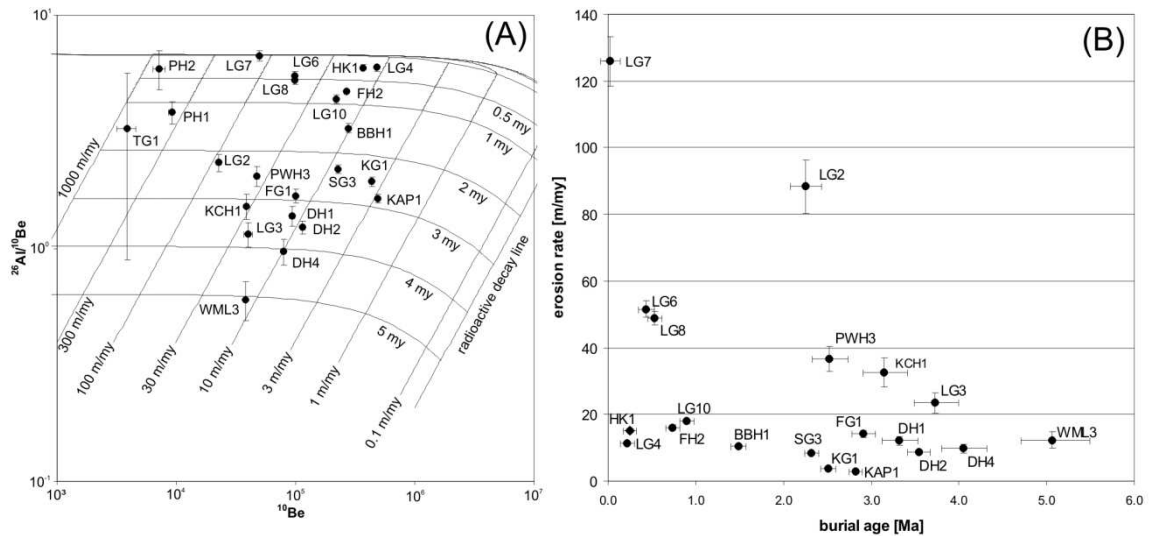 (A)
10¹
10⁰
10⁻¹
²⁶Al/¹⁰Be
10³
10⁴
10⁵
10⁶
10⁷
¹⁰Be
PH2
LG7
LG6
LG8
HK1
LG4
FH2
LG10
PH1
TG1
BBH1
LG2
PWH3
SG3
KG1
FG1
KAP1
KCH1
DH1
DH2
LG3
DH4
WML3
0.5 my
1 my
2 my
3 my
4 my
5 my
1000 m/my
300 m/my
100 m/my
30 m/my
10 m/my
3 m/my
1 m/my
0.1 m/my
radioactive decay line
(B)
erosion rate [m/my]
140
120
100
80
60
40
20
0
0.0
1.0
2.0
3.0
4.0
5.0
6.0
burial age [Ma]
LG7
LG2
LG6
LG8
PWH3
KCH1
LG3
HK1
LG10
LG4
FH2
BBH1
SG3
FG1
DH1
WML3
KG1
KAP1
DH2
DH4